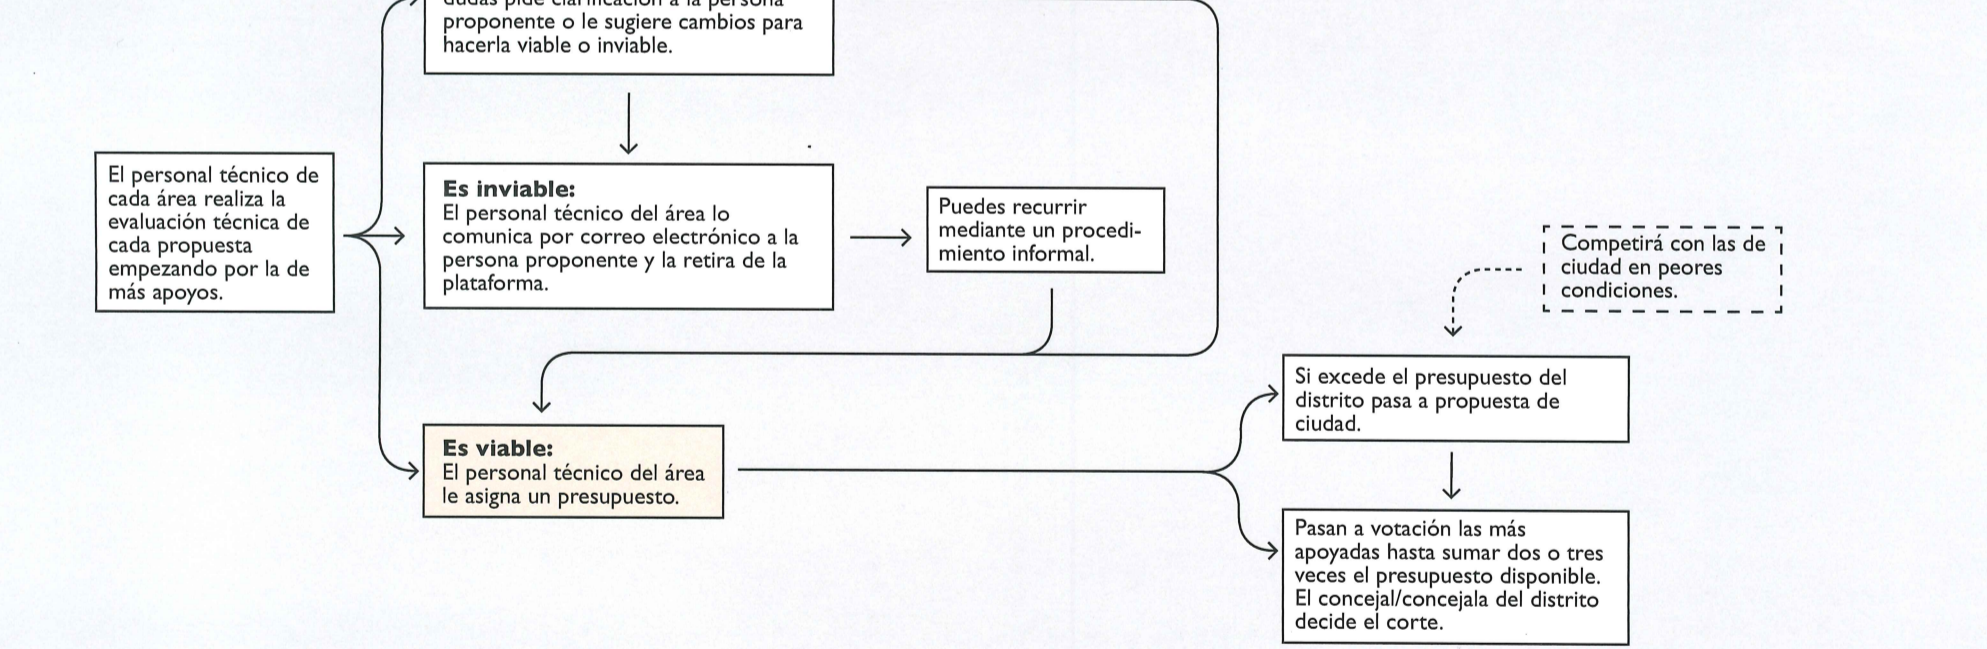 proponente o le sugiere cambios para
hacerla viable o inviable.
El personal técnico de
cada área realiza la
evaluación técnica de
cada propuesta
empezando por la de
más apoyos.
Es inviable:
El personal técnico del área lo
comunica por correo electrónico a la
persona proponente y la retira de la
plataforma.
Puedes recurrir
mediante un procedi-
miento informal.
Competirá con las de
ciudad en peores
condiciones.
Si excede el presupuesto del
distrito pasa a propuesta de
ciudad.
Es viable:
El personal técnico del área
le asigna un presupuesto.
Pasan a votación las más
apoyadas hasta sumar dos o tres
veces el presupuesto disponible.
El concejal/concejala del distrito
decide el corte.